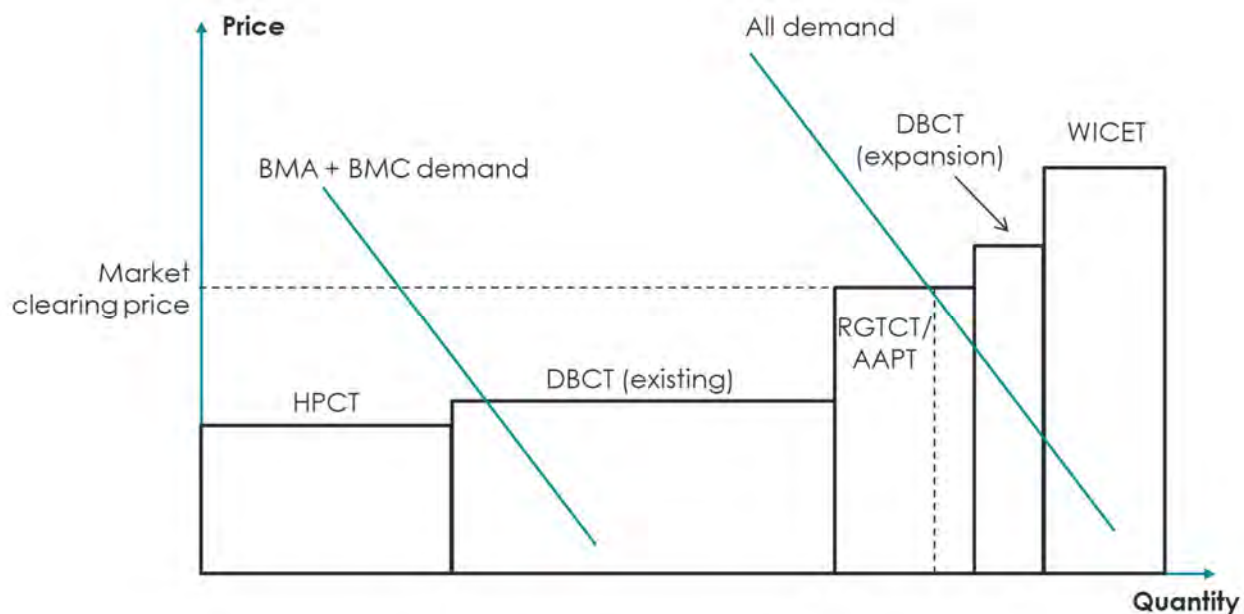 Price
All demand
DBCT
(expansion)
WICET
BMA + BMC demand
Market
clearing price
RGTCT/
AAPT
DBCT (existing)
HPCT
Quantity